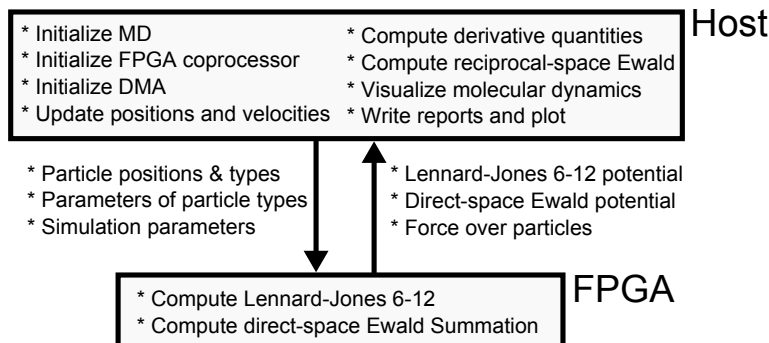 Host
* Initialize MD
* Initialize FPGA coprocessor
* Initialize DMA
* Update positions and velocities
* Compute derivative quantities
* Compute reciprocal-space Ewald
* Visualize molecular dynamics
* Write reports and plot
* Particle positions & types
* Parameters of particle types
* Simulation parameters
* Lennard-Jones 6-12 potential
* Direct-space Ewald potential
* Force over particles
FPGA
* Compute Lennard-Jones 6-12
* Compute direct-space Ewald Summation